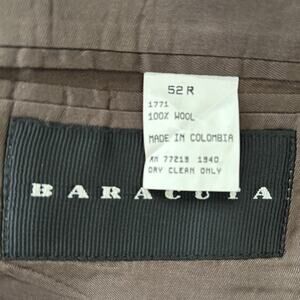 52 R
1771
100% WOOL
MADE IN COLOMBIA
RN 77219 1940
DRY CLEAN ONLY
BARACUTA